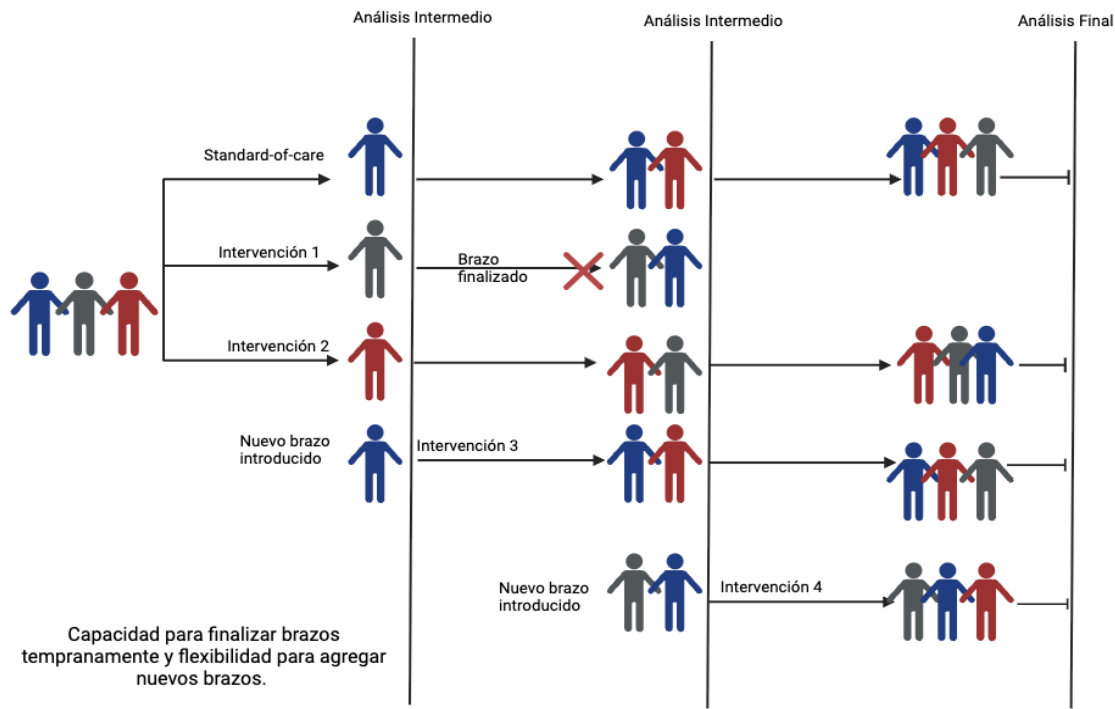 Análisis Intermedio
Análisis Intermedio
Análisis Final
Standard-of-care
Intervención 1
Brazo
finalizado
Intervención 2
Nuevo brazo
introducido
Intervención 3
Nuevo brazo
introducido
Intervención 4
Capacidad para finalizar brazos
tempranamente y flexibilidad para agregar
nuevos brazos.